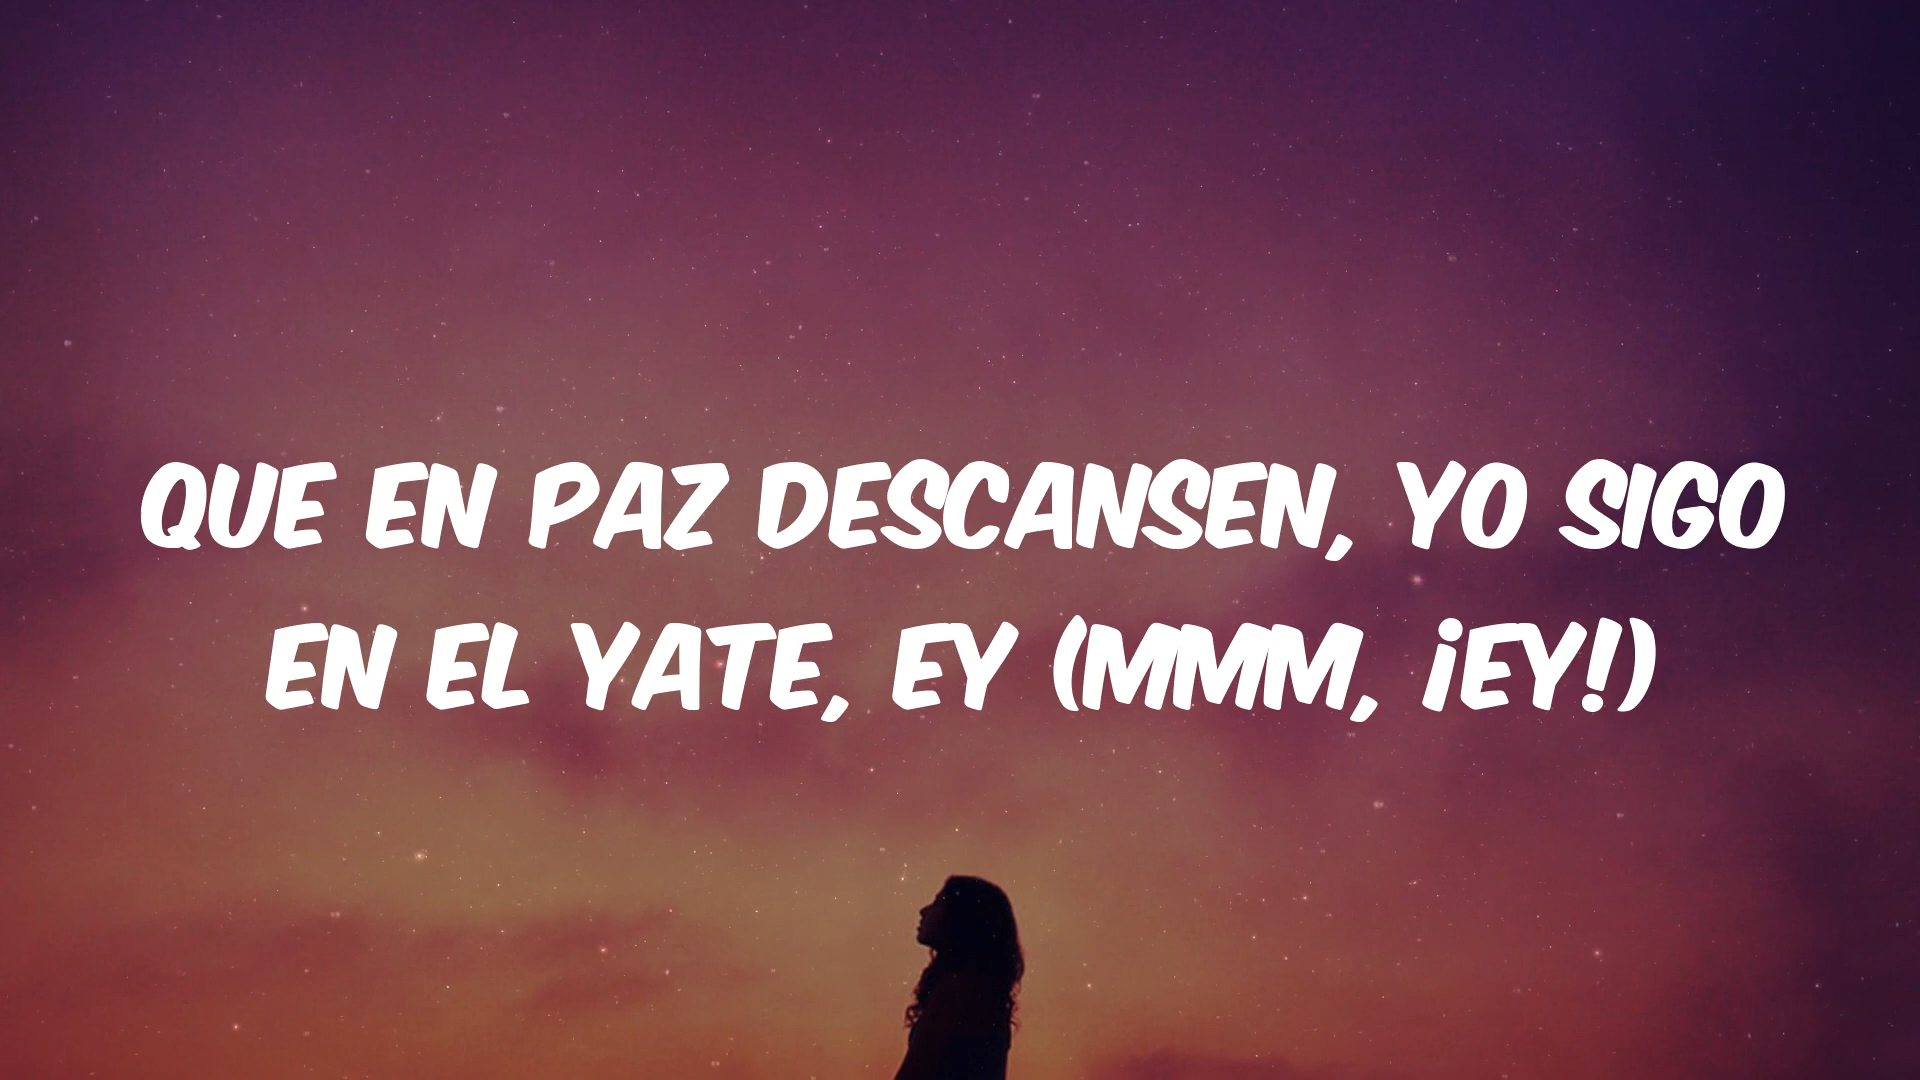 QUE EN PAZ DESCANSEN, YO SIGO
EN EL YATE, EY (MMM, ¡EY!)